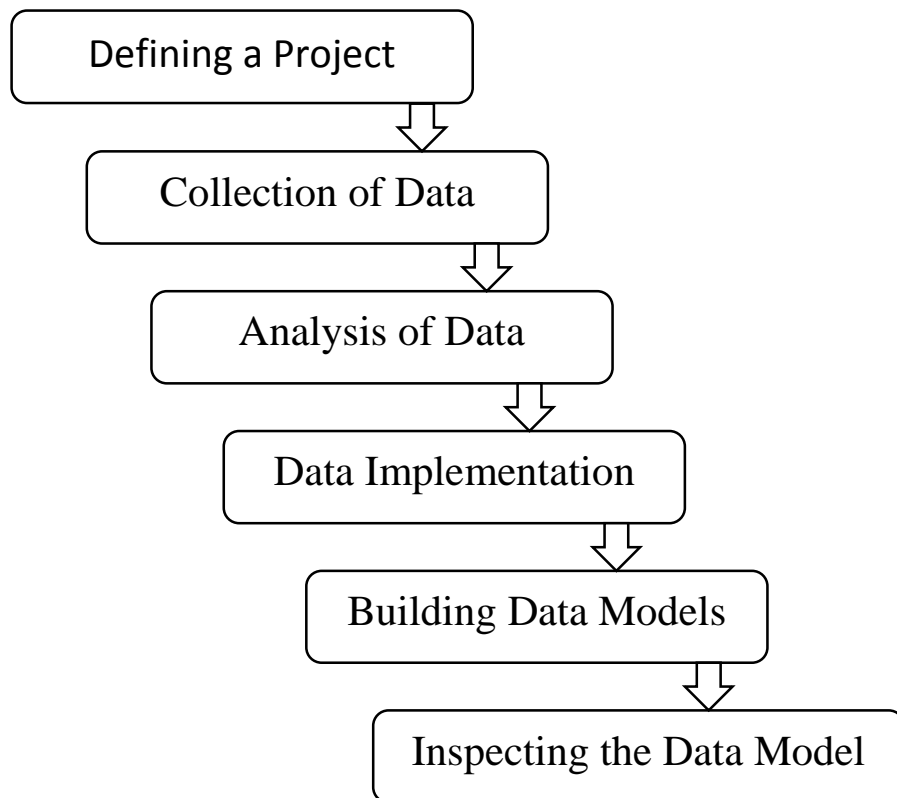 Defining a Project
Collection of Data
Analysis of Data
Data Implementation
Building Data Models
Inspecting the Data Model